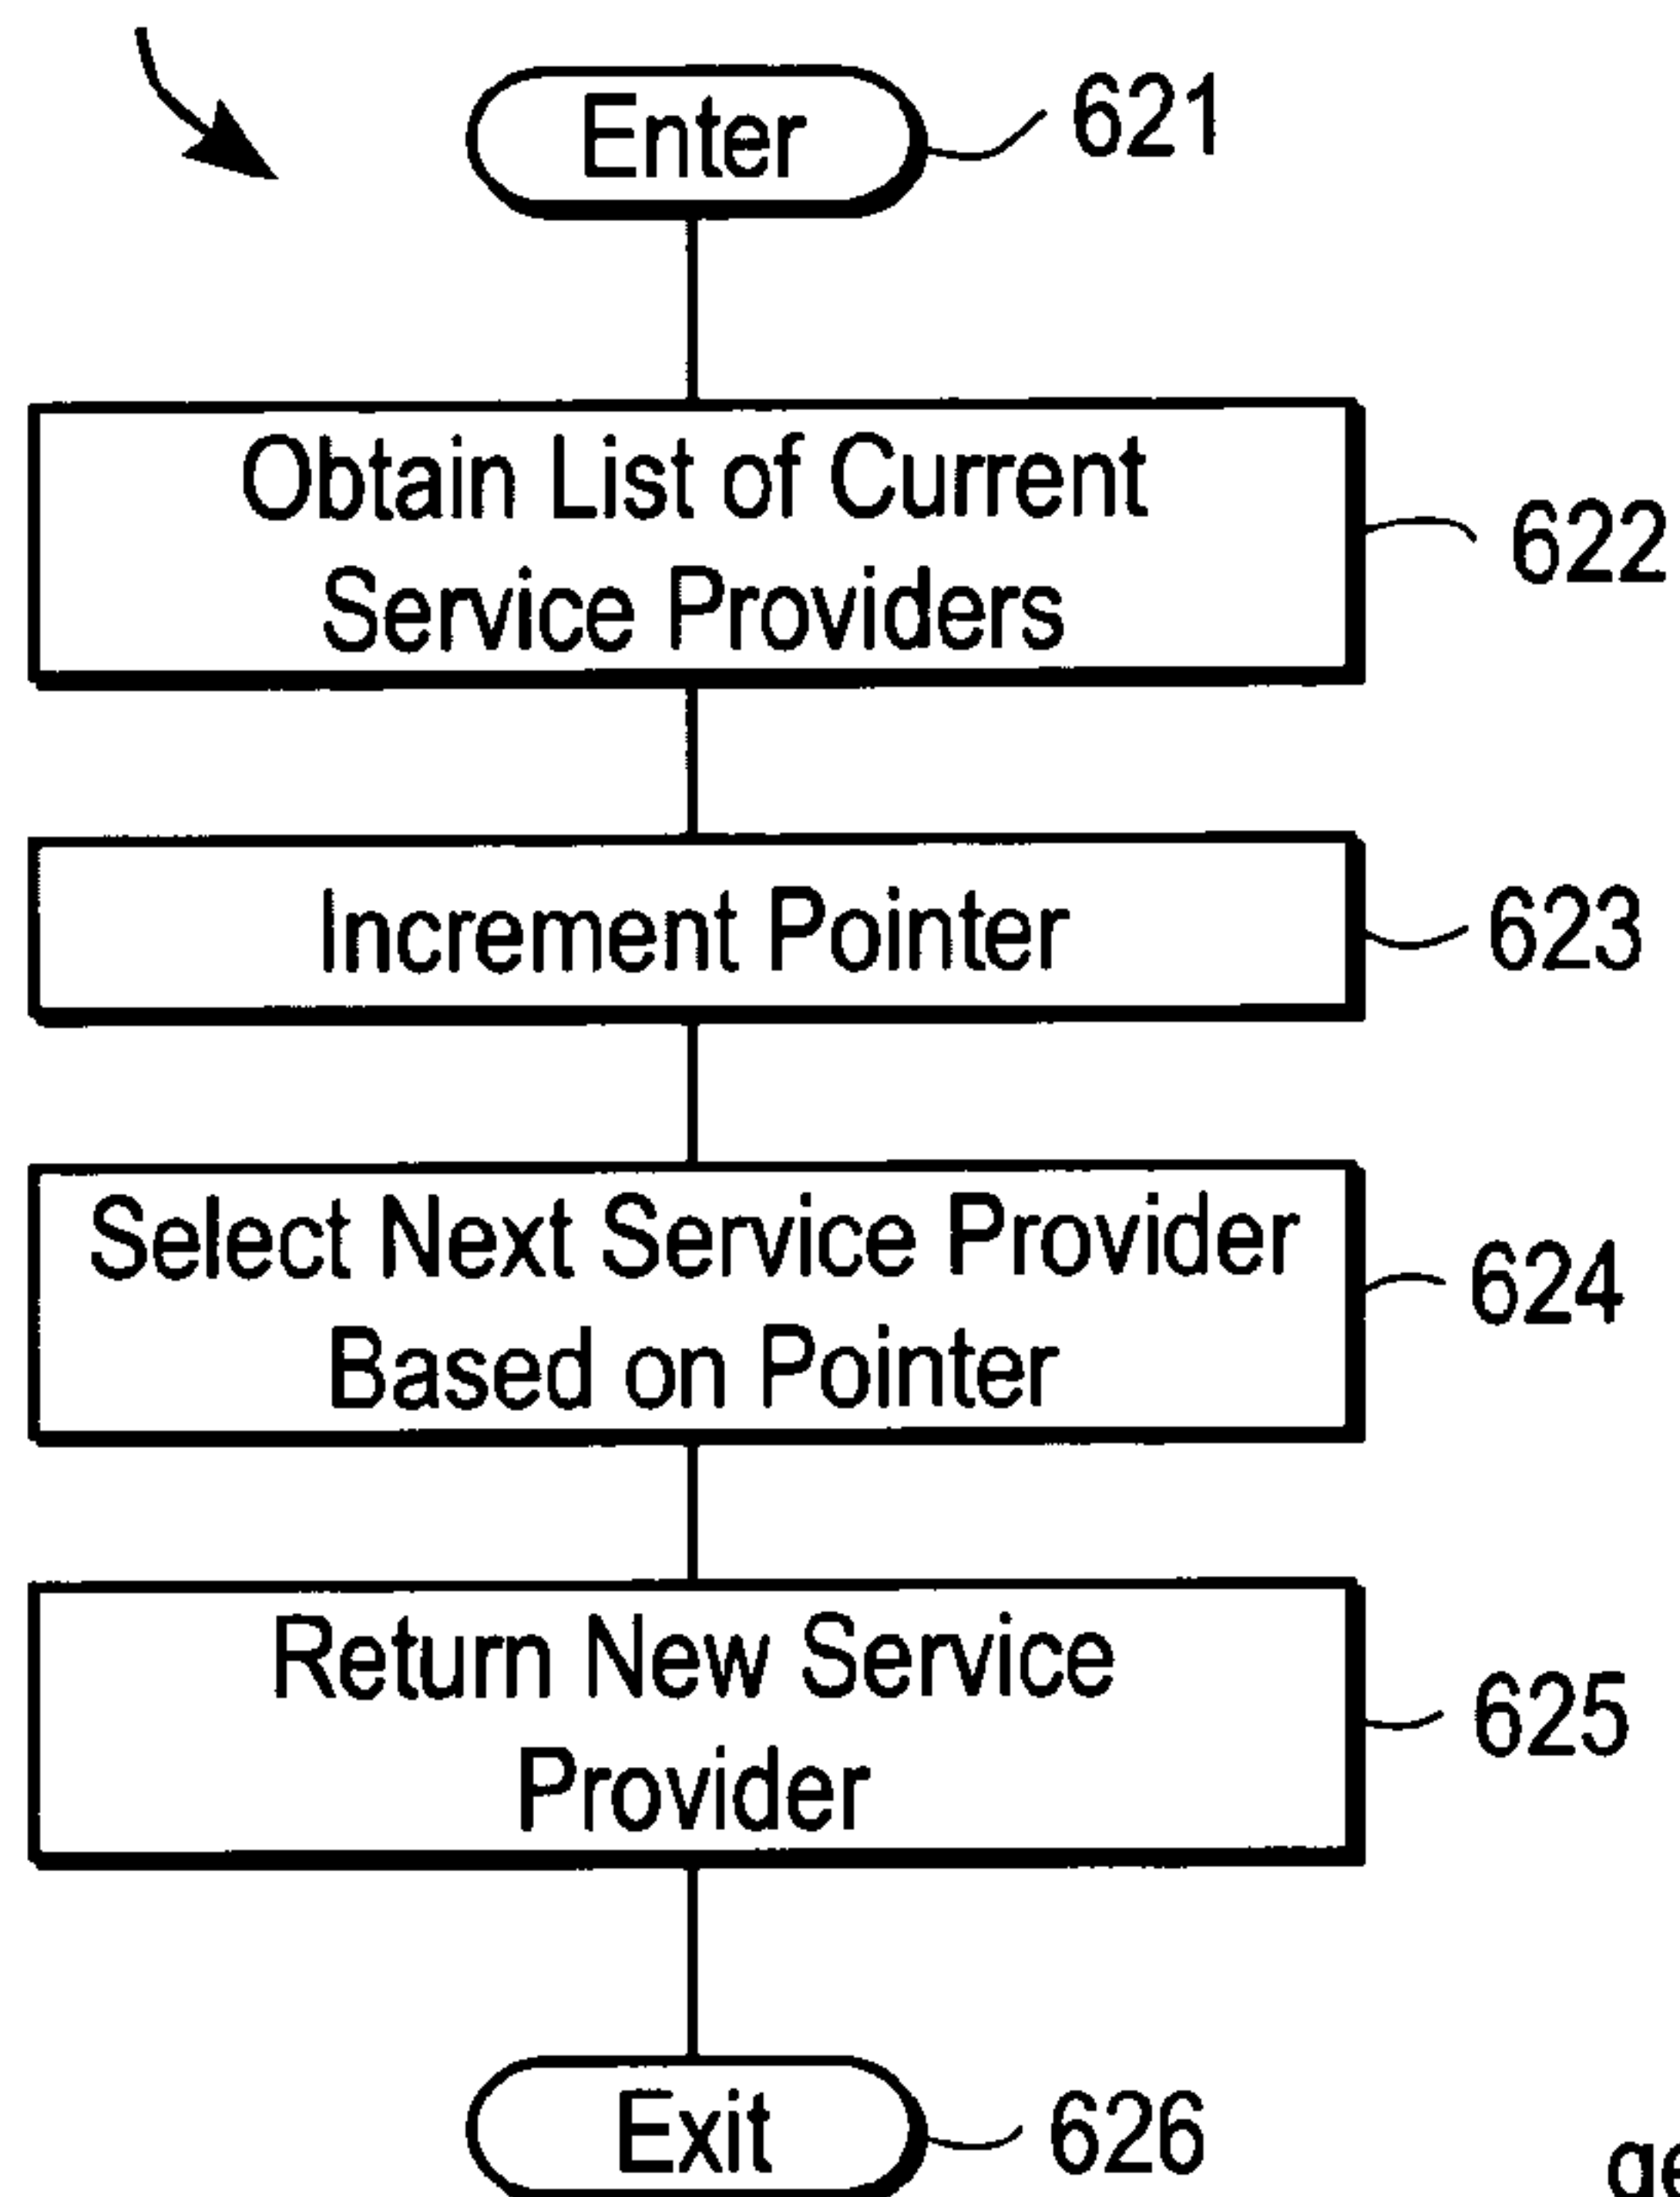 Enter
621
Obtain List of Current
Service Providers
622
Increment Pointer
623
Select Next Service Provider
Based on Pointer
624
Return New Service
Provider
625
Exit
626